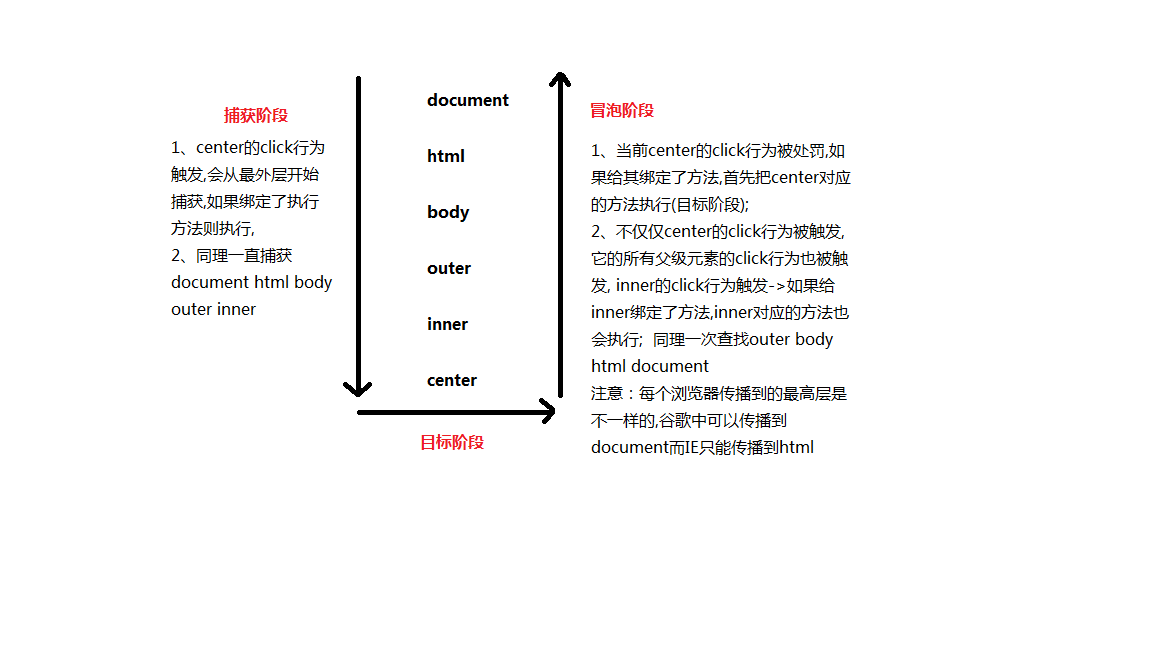 捕获阶段
1、center的click行为
触发,会从最外层开始
捕获,如果绑定了执行
方法则执行,
2、同理一直捕获
document html body
outer inner
document
html
body
outer
inner
center
目标阶段
冒泡阶段
1、当前center的click行为被处罚,如
果给其绑定了方法,首先把center对应
的方法执行(目标阶段);
2、不仅仅center的click行为被触发,
它的所有父级元素的click行为也被触
发, inner的click行为触发->如果给
inner绑定了方法,inner对应的方法也
会执行; 同理一次查找outer body
html document
注意：每个浏览器传播到的最高层是
不一样的,谷歌中可以传播到
document而IE只能传播到html